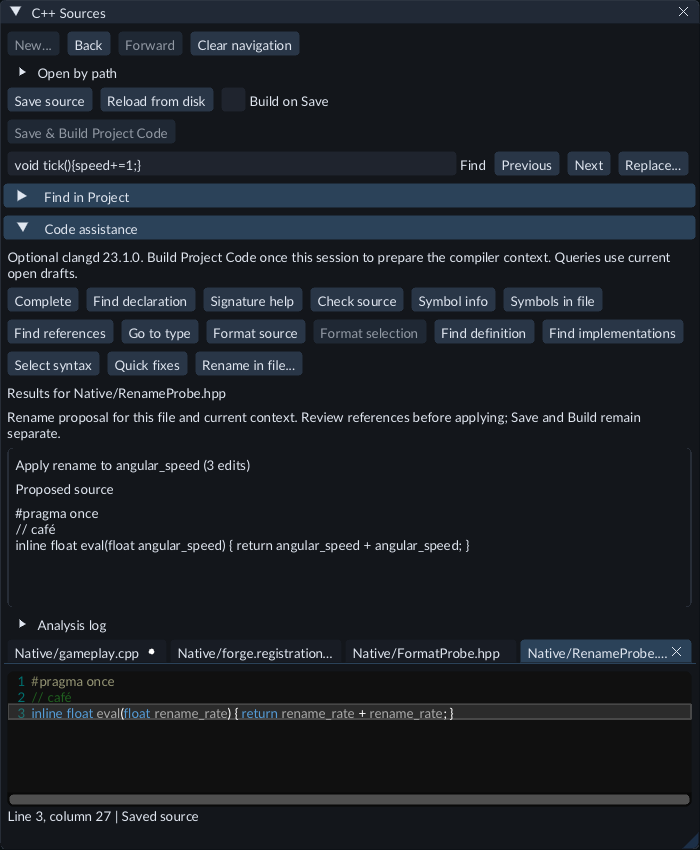 C++ Sources
New... Back Forward Clear navigation
Open by path
Save source Reload from disk Build on Save
Save & Build Project Code
void tick(){speed+=1;} Find Previous Next Replace...
Find in Project
Code assistance
Optional clangd 23.1.0. Build Project Code once this session to prepare the compiler context. Queries use current
open drafts.
Complete Find declaration Signature help Check source Symbol info Symbols in file
Find references Go to type Format source Format selection Find definition Find implementations
Select syntax Quick fixes Rename in file...
Results for Native/RenameProbe.hpp
Rename proposal for this file and current context. Review references before applying; Save and Build remain
separate.
Apply rename to angular_speed (3 edits)
Proposed source
#pragma once
// café
inline float eval(float angular_speed) { return angular_speed + angular_speed; }
Analysis log
Native/gameplay.cpp Native/forge.registration... Native/FormatProbe.hpp Native/RenameProbe....
1 #pragma once
2 // café
3 inline float eval(float rename_rate) { return rename_rate + rename_rate; }
Line 3, column 27 | Saved source